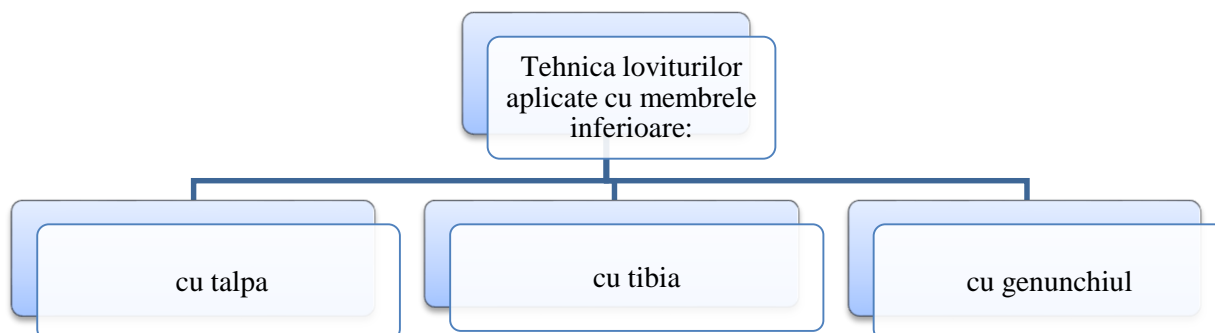 Tehnica loviturilor
aplicate cu membrele
inferioare:
cu talpa
cu tibia
cu genunchiul